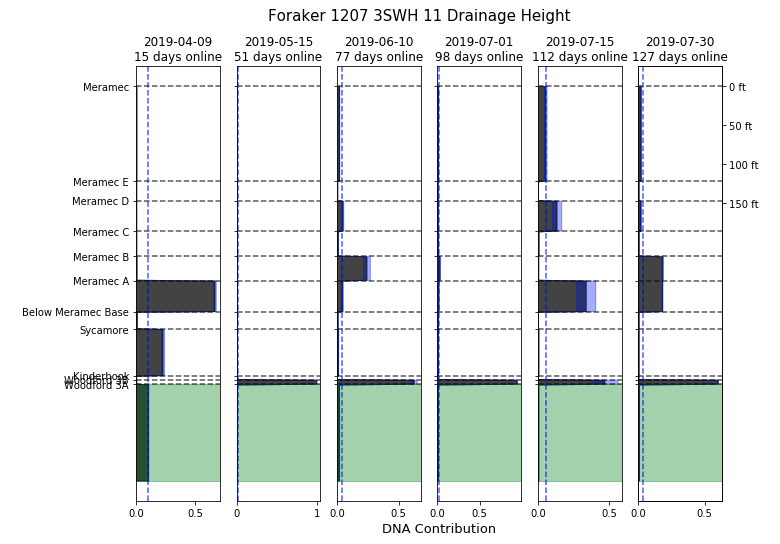 Foraker 1207 3SWH 11 Drainage Height
2019-04-09 2019-05-15 2019-06-10 2019-07-01 2019-07-15 2019-07-30
15 days online 51 days online 77 days online 98 days online 112 days online 127 days online
Meramec 0 ft
50 ft
100 ft
Meramec E
Meramec D 150 ft
Meramec C
Meramec B
Meramec A
Below Meramec Base
Sycamore
Kinderhook
Woodford 3B
Woodford 3A
0.0 0.5 0 1 0.0 0.5 0.0 0.5 0.0 0.5 0.0 0.5
DNA Contribution